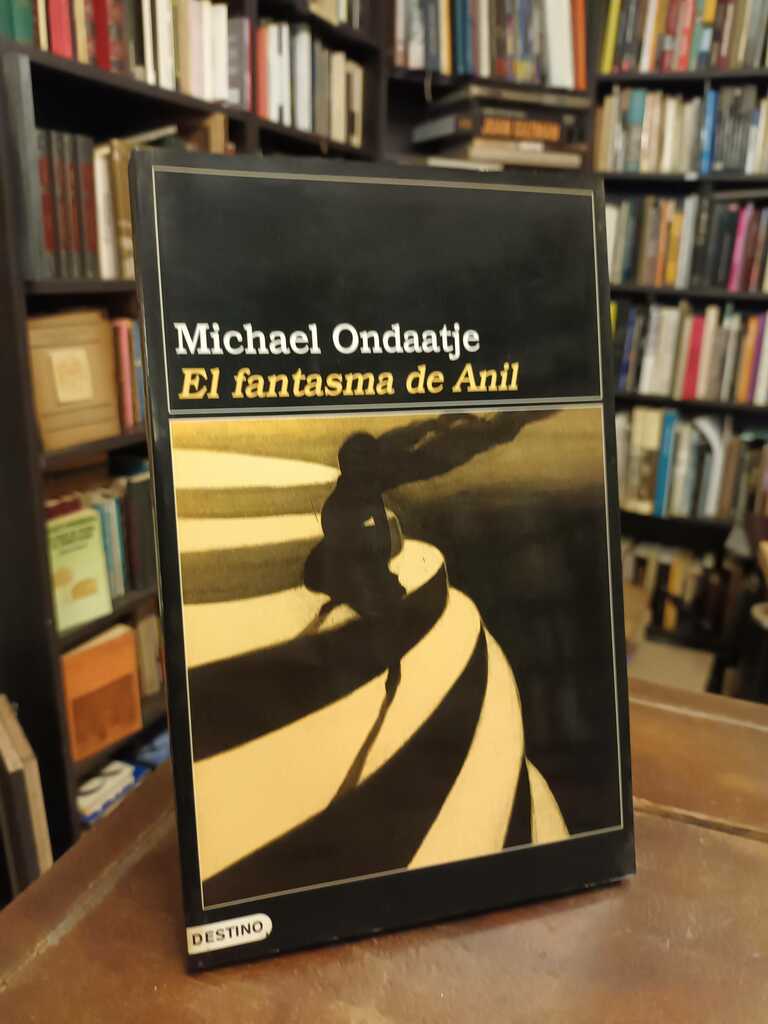 Michael Ondaatje
El fantasma de Anil
DESTINO